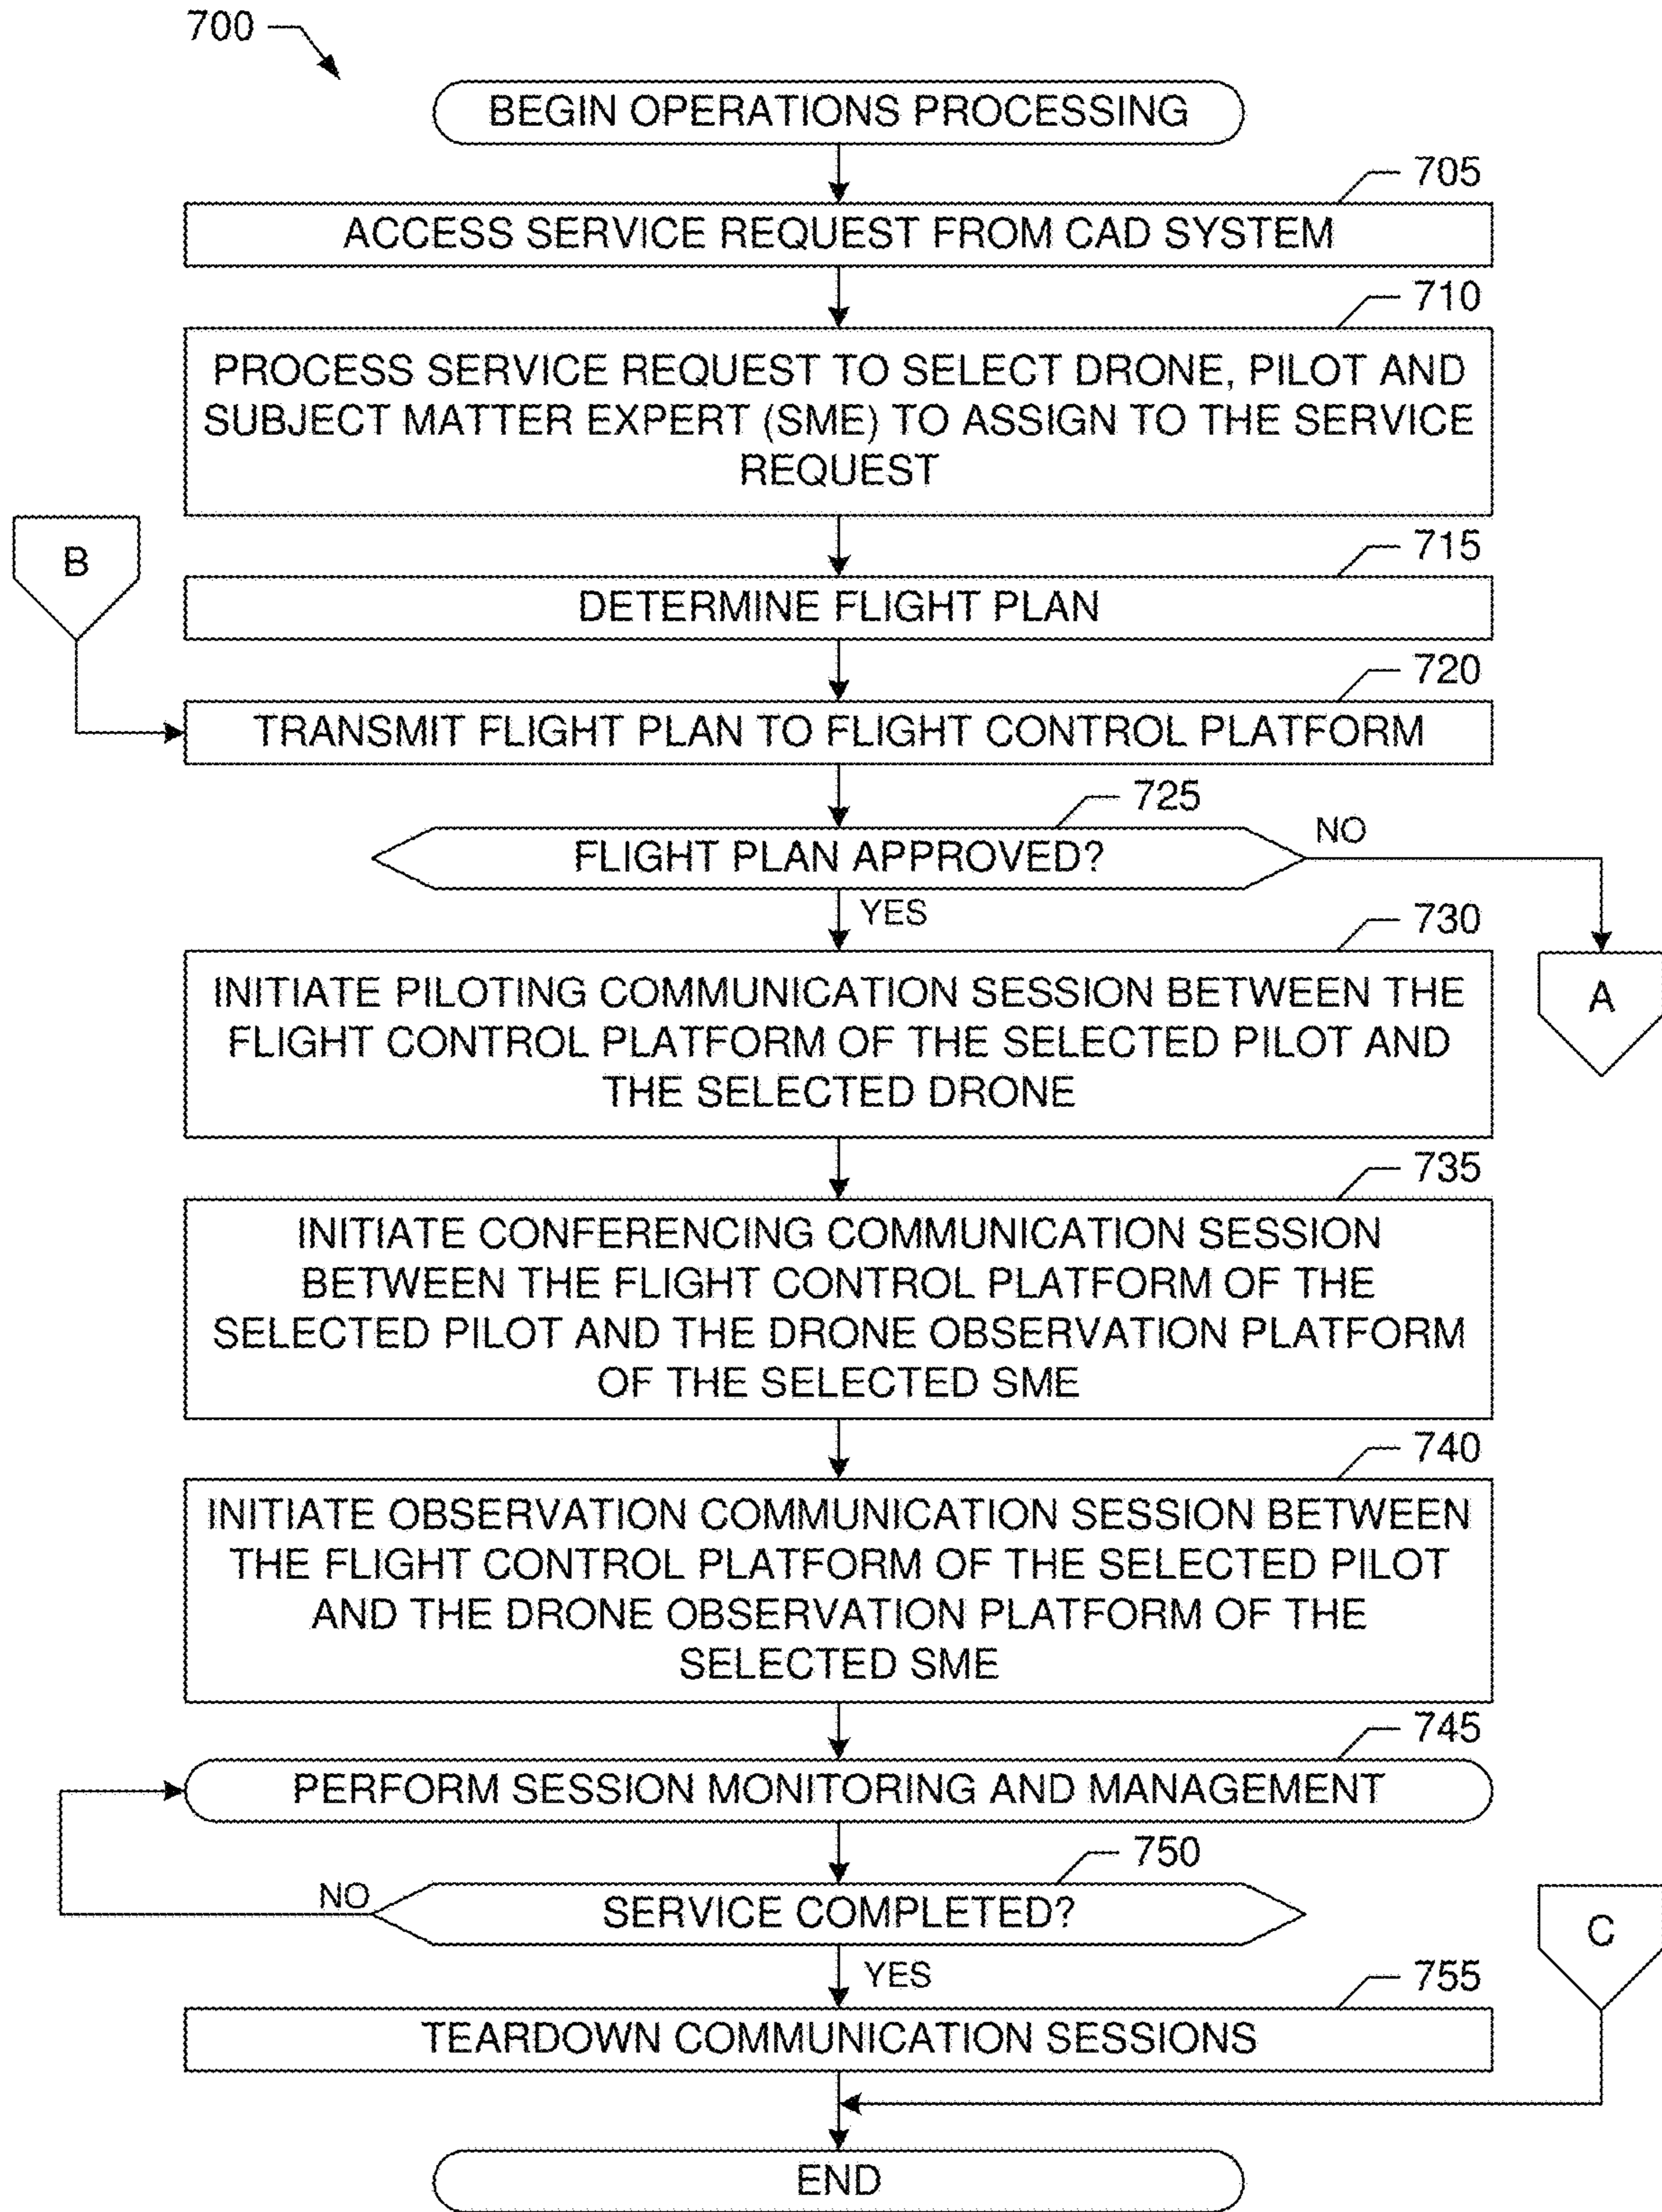 700
BEGIN OPERATIONS PROCESSING
705
ACCESS SERVICE REQUEST FROM CAD SYSTEM
710
PROCESS SERVICE REQUEST TO SELECT DRONE, PILOT AND
SUBJECT MATTER EXPERT (SME) TO ASSIGN TO THE SERVICE
REQUEST
B
715
DETERMINE FLIGHT PLAN
720
TRANSMIT FLIGHT PLAN TO FLIGHT CONTROL PLATFORM
725
FLIGHT PLAN APPROVED?
NO
YES
730
INITIATE PILOTING COMMUNICATION SESSION BETWEEN THE
FLIGHT CONTROL PLATFORM OF THE SELECTED PILOT AND
THE SELECTED DRONE
A
735
INITIATE CONFERENCING COMMUNICATION SESSION
BETWEEN THE FLIGHT CONTROL PLATFORM OF THE
SELECTED PILOT AND THE DRONE OBSERVATION PLATFORM
OF THE SELECTED SME
740
INITIATE OBSERVATION COMMUNICATION SESSION BETWEEN
THE FLIGHT CONTROL PLATFORM OF THE SELECTED PILOT
AND THE DRONE OBSERVATION PLATFORM OF THE
SELECTED SME
745
PERFORM SESSION MONITORING AND MANAGEMENT
750
NO
SERVICE COMPLETED?
C
YES
755
TEARDOWN COMMUNICATION SESSIONS
END